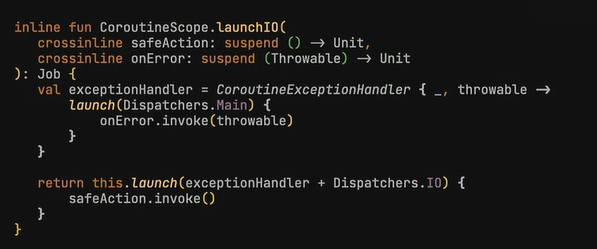 inline fun CoroutineScope.launchIO(
    crossinline safeAction: suspend () -> Unit,
    crossinline onError: suspend (Throwable) -> Unit
): Job {
    val exceptionHandler = CoroutineExceptionHandler { _, throwable ->
        launch(Dispatchers.Main) {
            onError.invoke(throwable)
        }
    }

    return this.launch(exceptionHandler + Dispatchers.IO) {
        safeAction.invoke()
    }
}